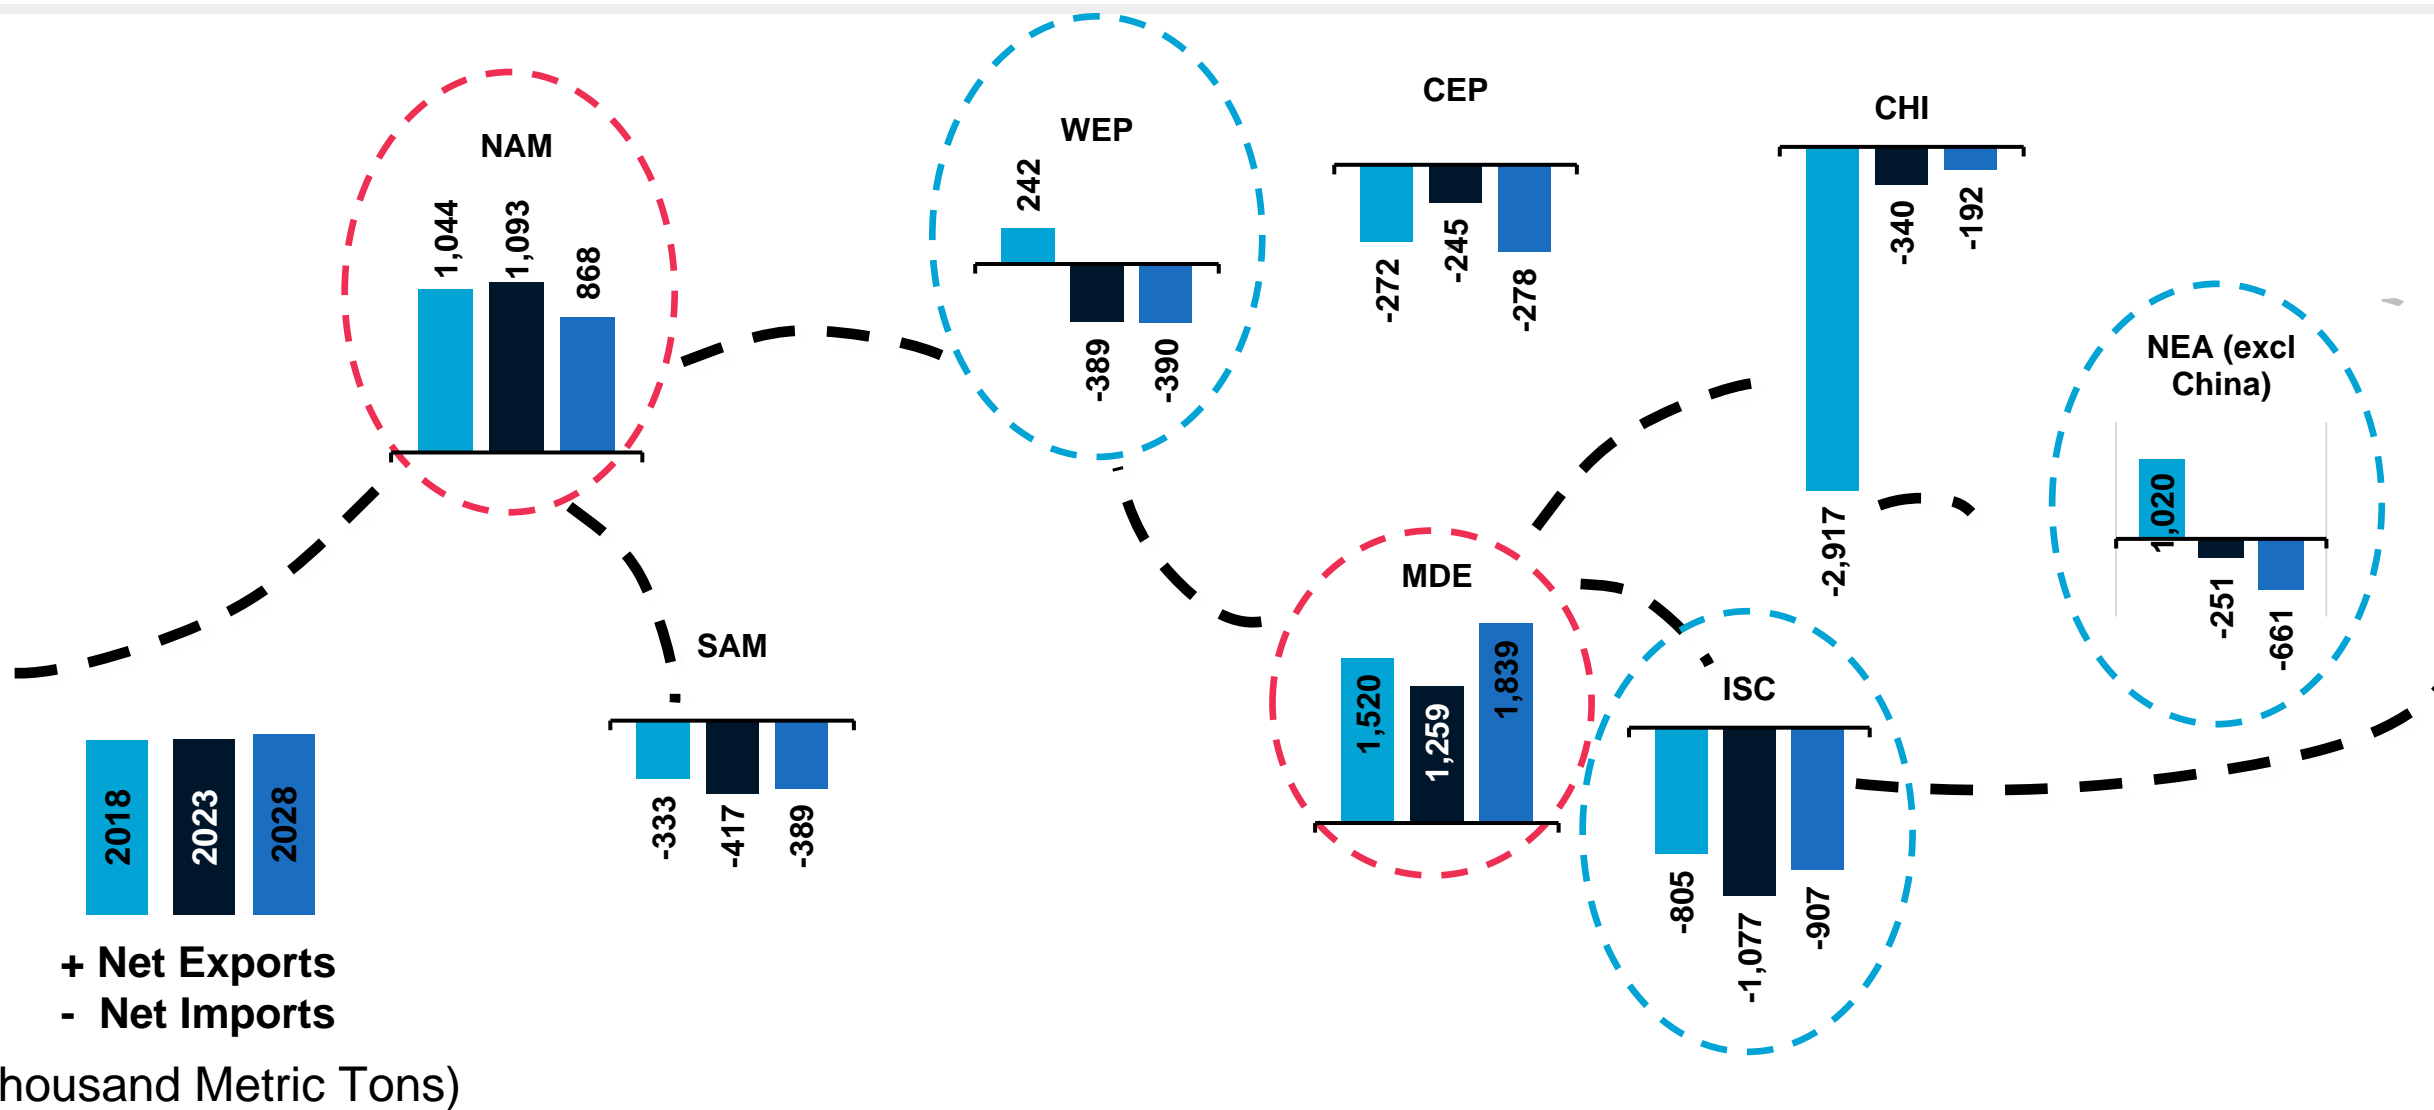 NAM
1,044
1,093
868
WEP
242
-389
-390
CEP
-272
-245
-278
CHI
-2,917
-340
-192
NEA (excl
China)
1,020
-251
-661
SAM
-333
-417
-389
MDE
1,520
1,259
1,839
ISC
-805
-1,077
-907
2018
2023
2028
+ Net Exports
- Net Imports
housand Metric Tons)